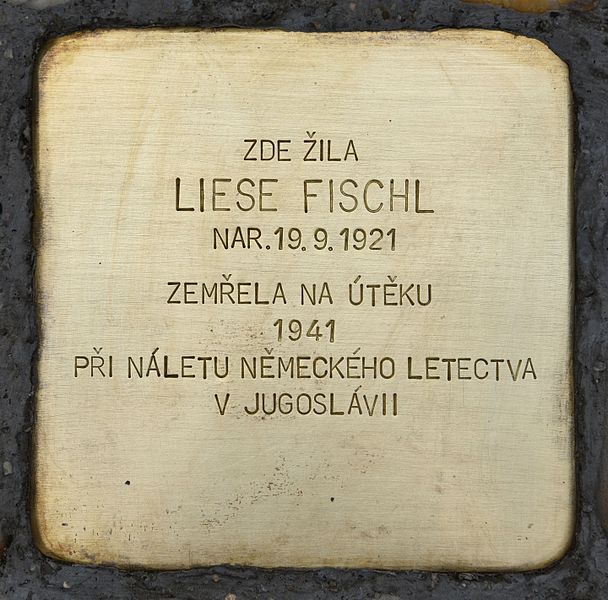 ZDE ŽILA
LIESE FISCHL
NAR. 19. 9. 1921
ZEMŘELA NA ÚTĚKU
1941
PŘI NÁLETU NĚMECKÉHO LETECTVA
V JUGOSLÁVII